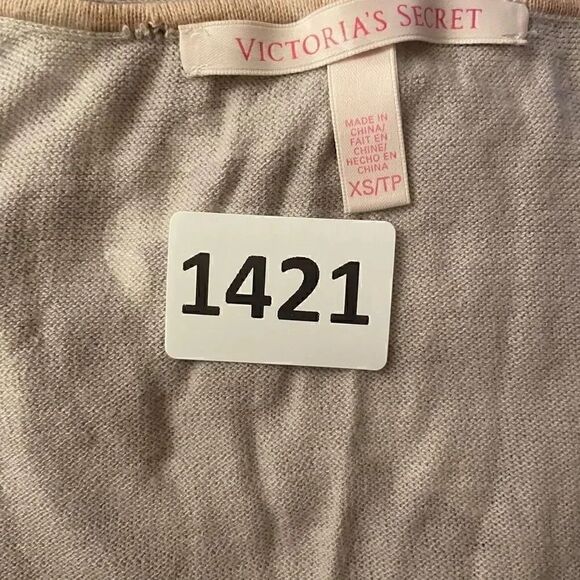 VICTORIA'S SECRET
MADE IN
CHINA/
FAIT EN
CHINE/
HECHO EN
CHINA
XS/TP
1421